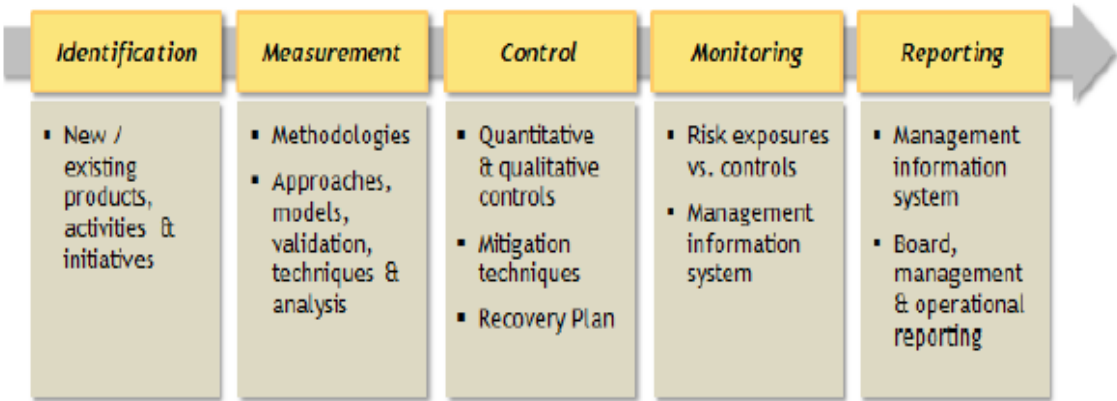 Identification
▪ New /
existing
products,
activities &
initiatives
Measurement
▪ Methodologies
▪ Approaches,
models,
validation,
techniques &
analysis
Control
▪ Quantitative
& qualitative
controls
▪ Mitigation
techniques
▪ Recovery Plan
Monitoring
▪ Risk exposures
vs. controls
▪ Management
information
system
Reporting
▪ Management
information
system
▪ Board,
management
& operational
reporting